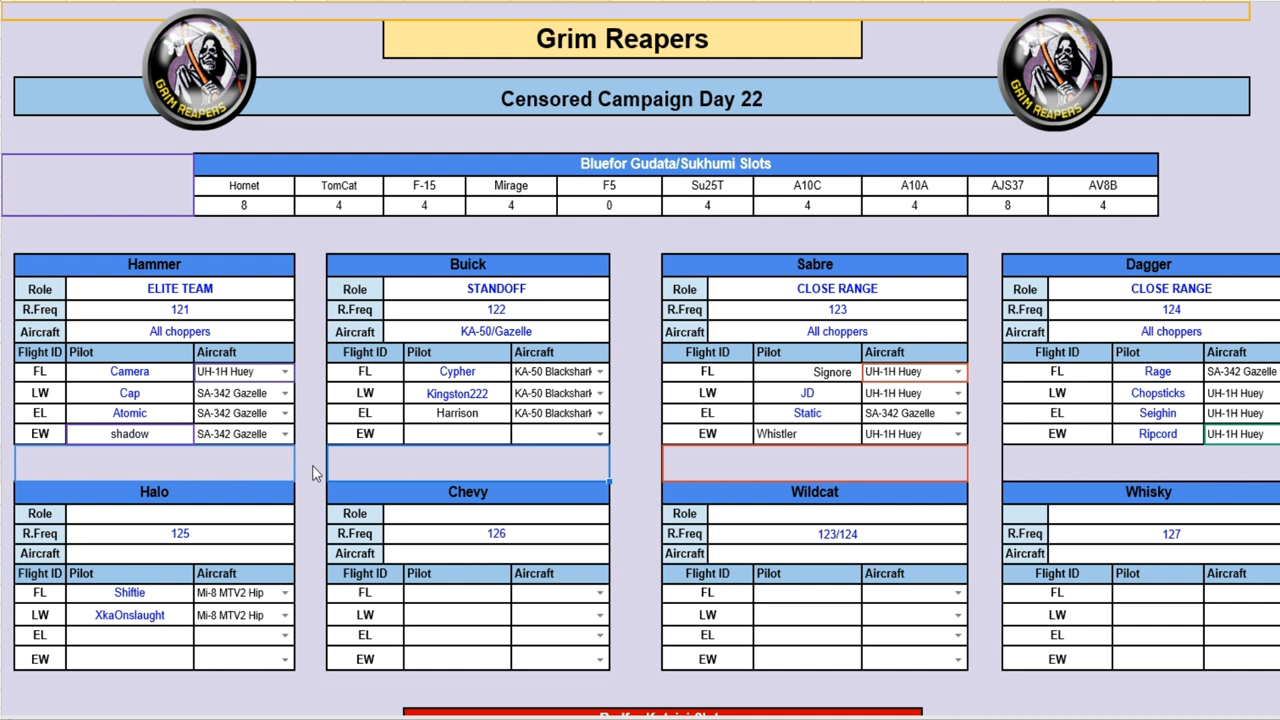 Grim Reapers
GRIM REAPERS
GRIM REAPERS
Censored Campaign Day 22
Bluefor Gudata/Sukhumi Slots
Hornet TomCat F-15 Mirage F5 Su25T A10C A10A AJS37 AV8B
8 4 4 4 0 4 4 4 8 4
Hammer
Role ELITE TEAM
R.Freq 121
Aircraft All choppers
Flight ID Pilot Aircraft
FL Camera UH-1H Huey
LW Cap SA-342 Gazelle
EL Atomic SA-342 Gazelle
EW shadow SA-342 Gazelle
Buick
Role STANDOFF
R.Freq 122
Aircraft KA-50/Gazelle
Flight ID Pilot Aircraft
FL Cypher KA-50 Blackshark
LW Kingston222 KA-50 Blackshark
EL Harrison KA-50 Blackshark
EW
Sabre
Role CLOSE RANGE
R.Freq 123
Aircraft All choppers
Flight ID Pilot Aircraft
FL Signore UH-1H Huey
LW JD UH-1H Huey
EL Static SA-342 Gazelle
EW Whistler UH-1H Huey
Dagger
Role CLOSE RANGE
R.Freq 124
Aircraft All choppers
Flight ID Pilot Aircraft
FL Rage SA-342 Gazelle
LW Chopsticks UH-1H Huey
EL Seighin UH-1H Huey
EW Ripcord UH-1H Huey
Halo
Role
R.Freq 125
Aircraft
Flight ID Pilot Aircraft
FL Shiftie Mi-8 MTV2 Hip
LW XkaOnslaught Mi-8 MTV2 Hip
EL
EW
Chevy
Role
R.Freq 126
Aircraft
Flight ID Pilot Aircraft
FL
LW
EL
EW
Wildcat
Role
R.Freq 123/124
Aircraft
Flight ID Pilot Aircraft
FL
LW
EL
EW
Whisky
R.Freq 127
Aircraft
Flight ID Pilot Aircraft
FL
LW
EL
EW